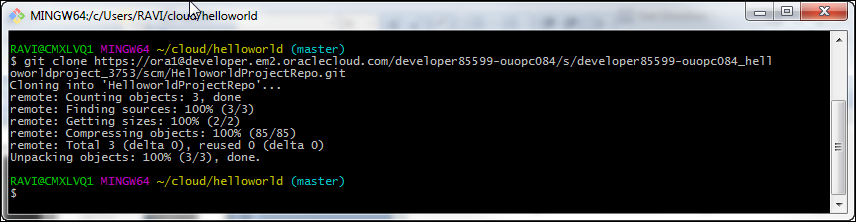 MINGW64:/c/Users/RAVI/cloud/helloworld
RAVI@CMXLVQ1 MINGW64 ~/cloud/helloworld (master)
$ git clone https://ora1@developer.em2.oraclecloud.com/developer85599-ouopc084/s/developer85599-ouopc084_hell
oworldproject_3753/scm/HelloworldProjectRepo.git
Cloning into 'HelloworldProjectRepo'...
remote: Counting objects: 3, done
remote: Finding sources: 100% (3/3)
remote: Getting sizes: 100% (2/2)
remote: Compressing objects: 100% (85/85)
remote: Total 3 (delta 0), reused 0 (delta 0)
Unpacking objects: 100% (3/3), done.
RAVI@CMXLVQ1 MINGW64 ~/cloud/helloworld (master)
$